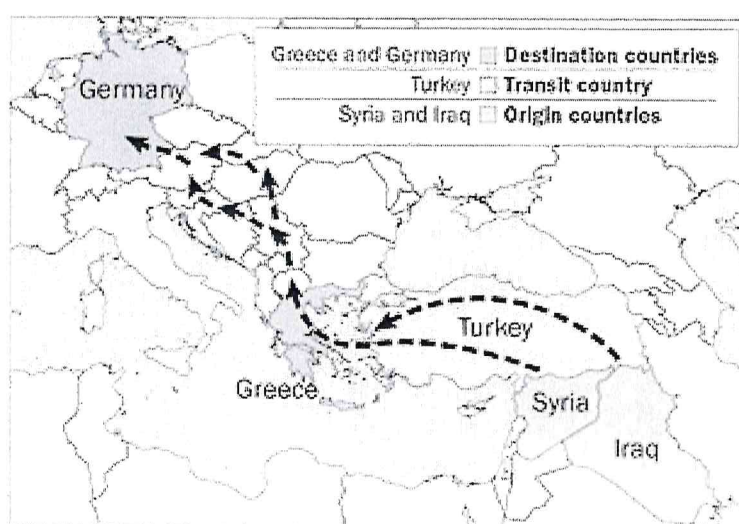 Greece and Germany Destination countries
Turkey Transit country
Syria and Iraq Origin countries
Germany
Turkey
Greece
Syria
Iraq